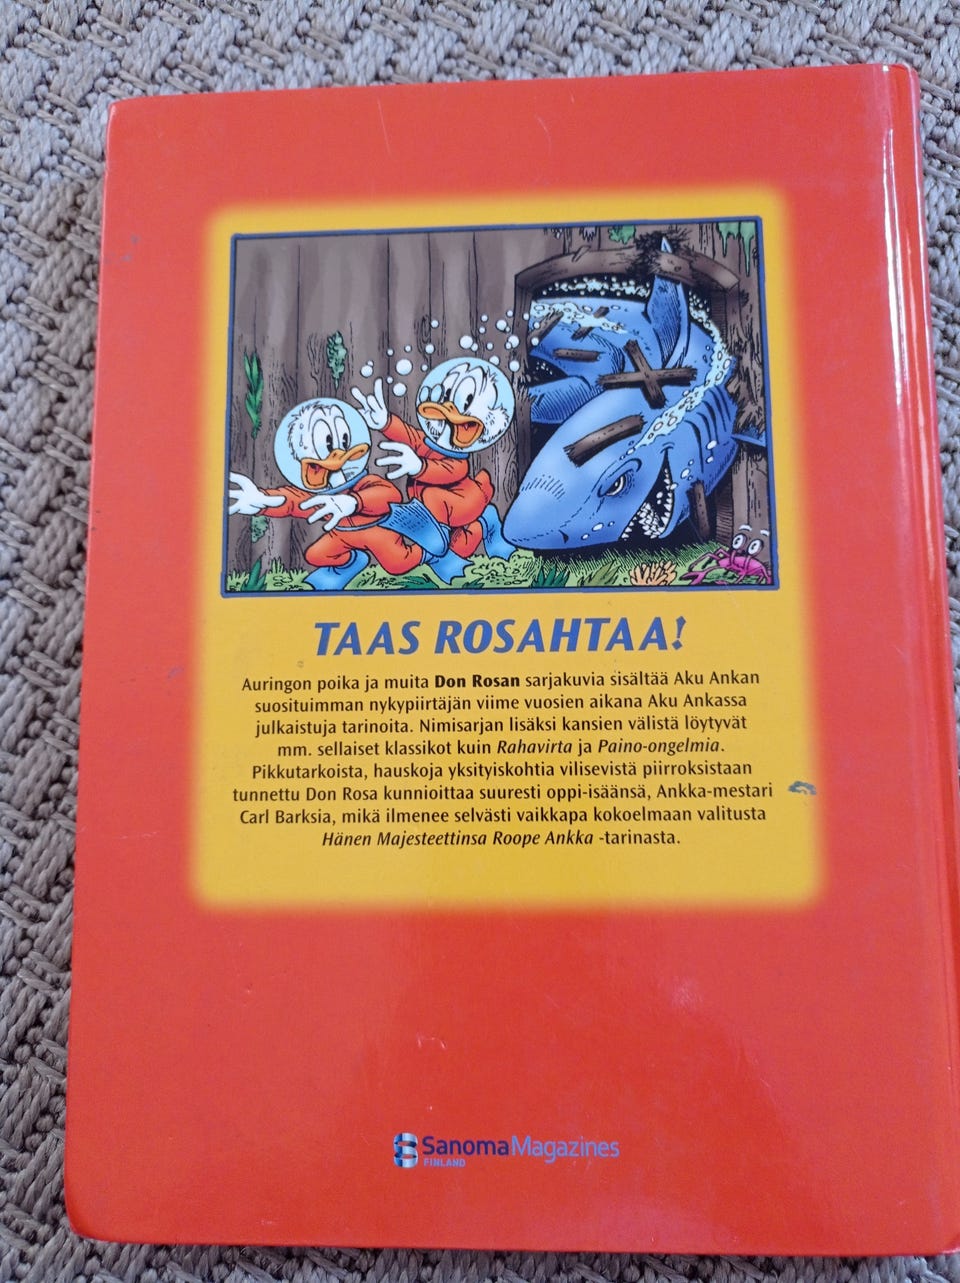 TAAS ROSAHTAA!
Auringon poika ja muita Don Rosan sarjakuvia sisältää Aku Ankan
suosituimman nykypiirtäjän viime vuosien aikana Aku Ankassa
julkaistuja tarinoita. Nimisarjan lisäksi kansien välistä löytyvät
mm. sellaiset klassikot kuin Rahavirta ja Paino-ongelmia.
Pikkutarkoista, hauskoja yksityiskohtia vilisevistä piirroksistaan
tunnettu Don Rosa kunnioittaa suuresti oppi-isäänsä, Ankka-mestari
Carl Barksia, mikä ilmenee selvästi vaikkapa kokoelmaan valitusta
Hänen Majesteettinsa Roope Ankka -tarinasta.
SanomaMagazines
FINLAND